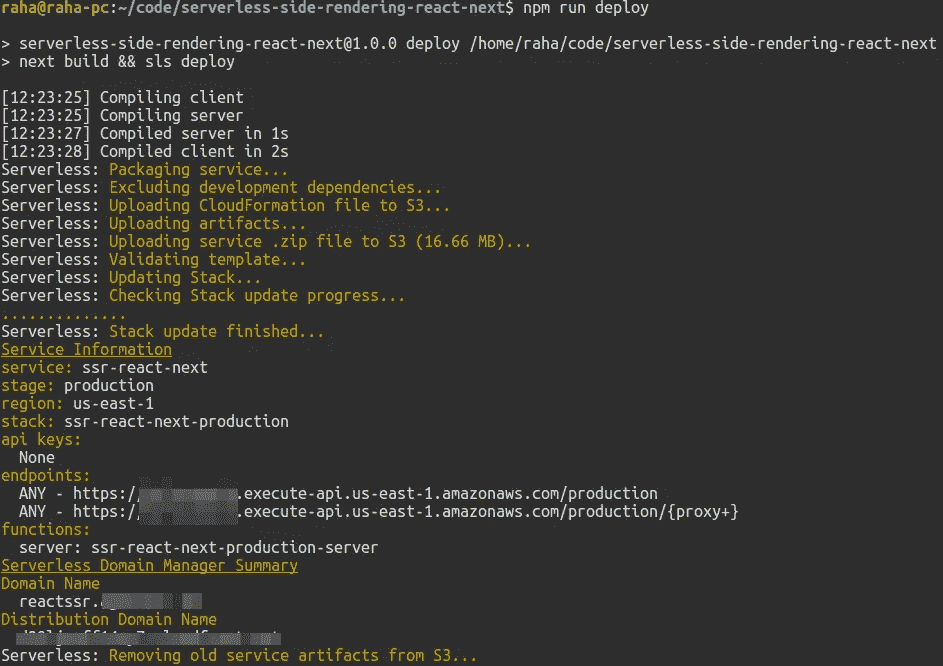 raha@raha-pc:~/code/serverless-side-rendering-react-next$ npm run deploy
> serverless-side-rendering-react-next@1.0.0 deploy /home/raha/code/serverless-side-rendering-react-next
> next build && sls deploy
[12:23:25] Compiling client
[12:23:25] Compiling server
[12:23:27] Compiled server in 1s
[12:23:28] Compiled client in 2s
Serverless: Packaging service...
Serverless: Excluding development dependencies...
Serverless: Uploading CloudFormation file to S3...
Serverless: Uploading artifacts...
Serverless: Uploading service .zip file to S3 (16.66 MB)...
Serverless: Validating template...
Serverless: Updating Stack...
Serverless: Checking Stack update progress...
..............
Serverless: Stack update finished...
Service Information
service: ssr-react-next
stage: production
region: us-east-1
stack: ssr-react-next-production
api keys:
None
endpoints:
ANY - https://.execute-api.us-east-1.amazonaws.com/production
ANY - https://.execute-api.us-east-1.amazonaws.com/production/{proxy+}
functions:
server: ssr-react-next-production-server
Serverless Domain Manager Summary
Domain Name
reactssr.
Distribution Domain Name
Serverless: Removing old service artifacts from S3...